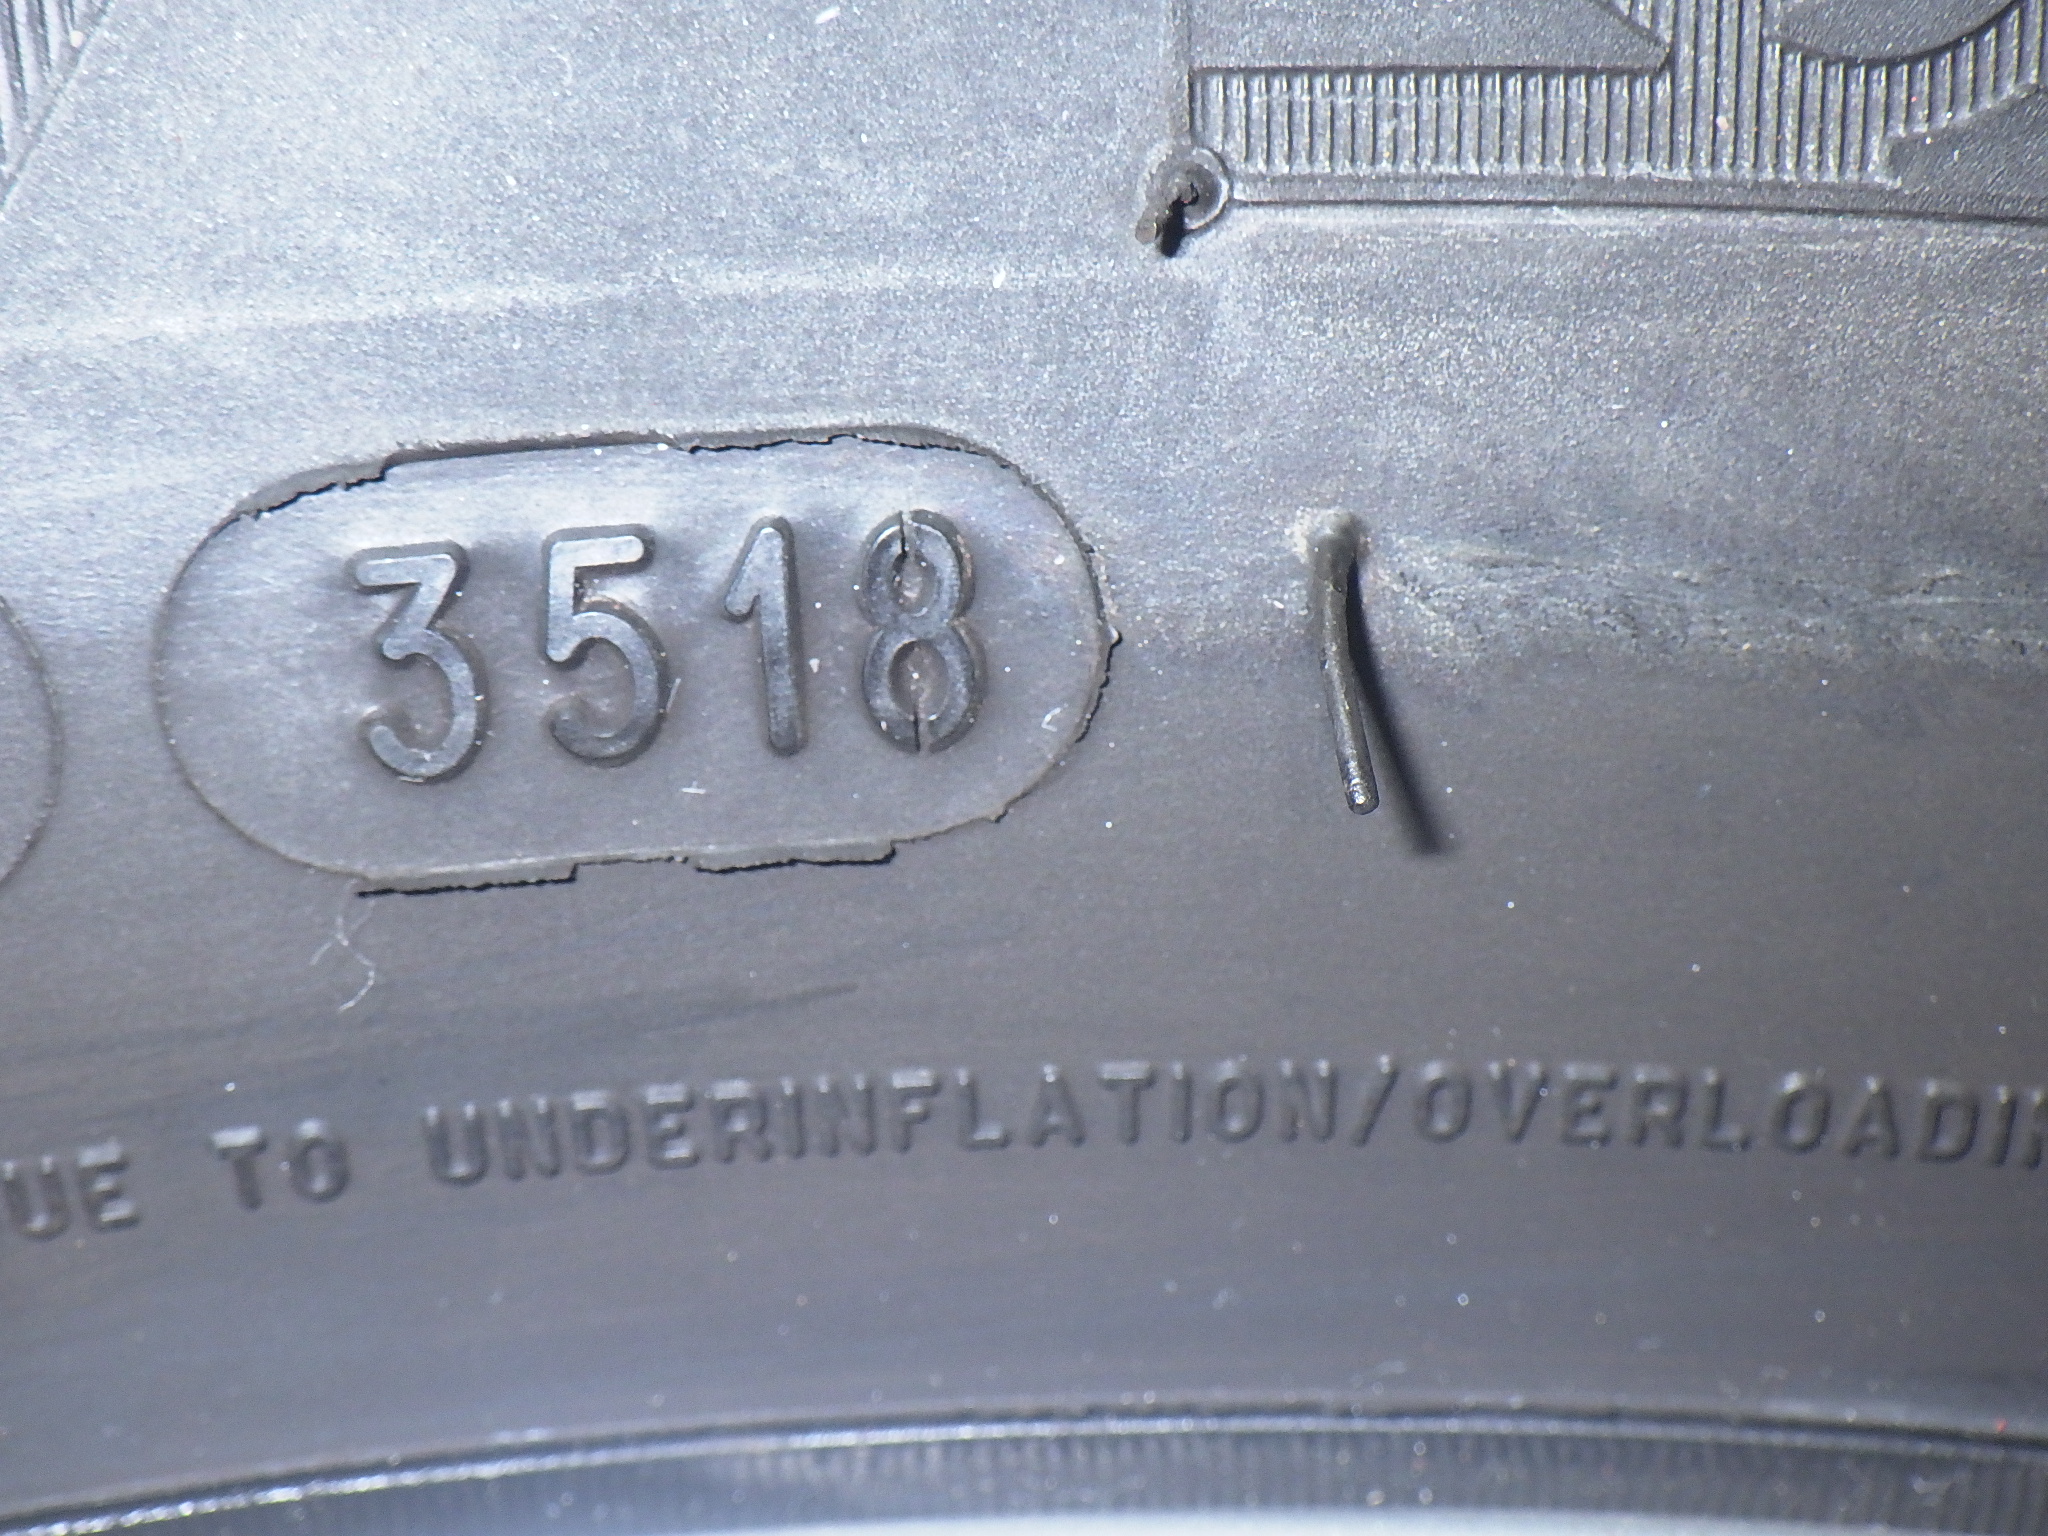 3518
UE TO UNDERINFLATION/OVERLOADI